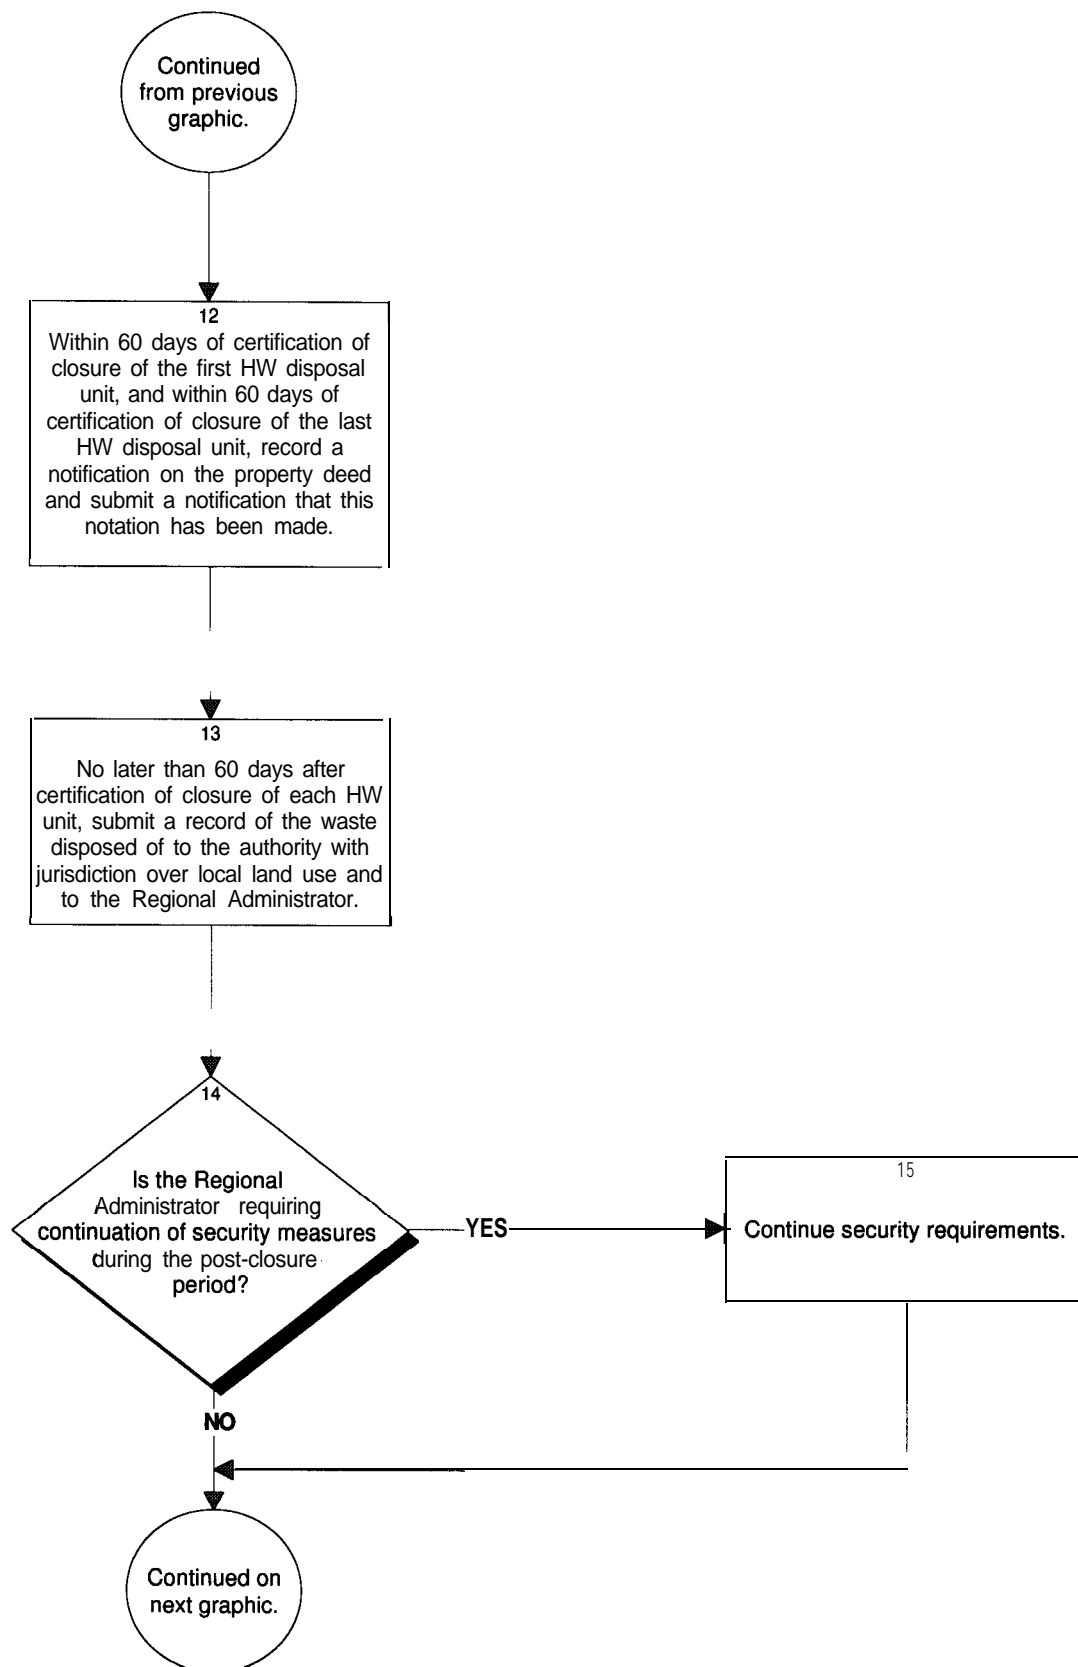 Continued
from previous
graphic.
12
Within 60 days of certification of
closure of the first HW disposal
unit, and within 60 days of
certification of closure of the last
HW disposal unit, record a
notification on the property deed
and submit a notification that this
notation has been made.
13
No later than 60 days after
certification of closure of each HW
unit, submit a record of the waste
disposed of to the authority with
jurisdiction over local land use and
to the Regional Administrator.
14
Is the Regional
Administrator requiring
continuation of security measures
during the post-closure
period?
YES
15
Continue security requirements.
NO
Continued on
next graphic.